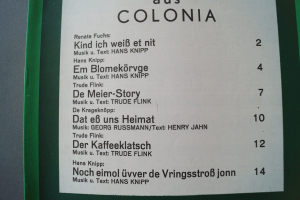 aus
COLONIA
Renate Fuchs:
Kind ich weiß et nit 2
Musik u. Text: HANS KNIPP
Hans Knipp:
Em Blomekörvge 4
Musik u. Text: HANS KNIPP
Trude Flink:
De Meier-Story 7
Musik u. Text: TRUDE FLINK
De Krageknöpp:
Dat eß uns Heimat 10
Musik: GEORG RUSSMANN/Text: HENRY JAHN
Trude Flink:
Der Kaffeeklatsch 12
Musik u. Text: TRUDE FLINK
Hans Knipp:
Noch eimol üvver de Vringsstroß jonn 14
Musik u. Text: HANS KNIPP